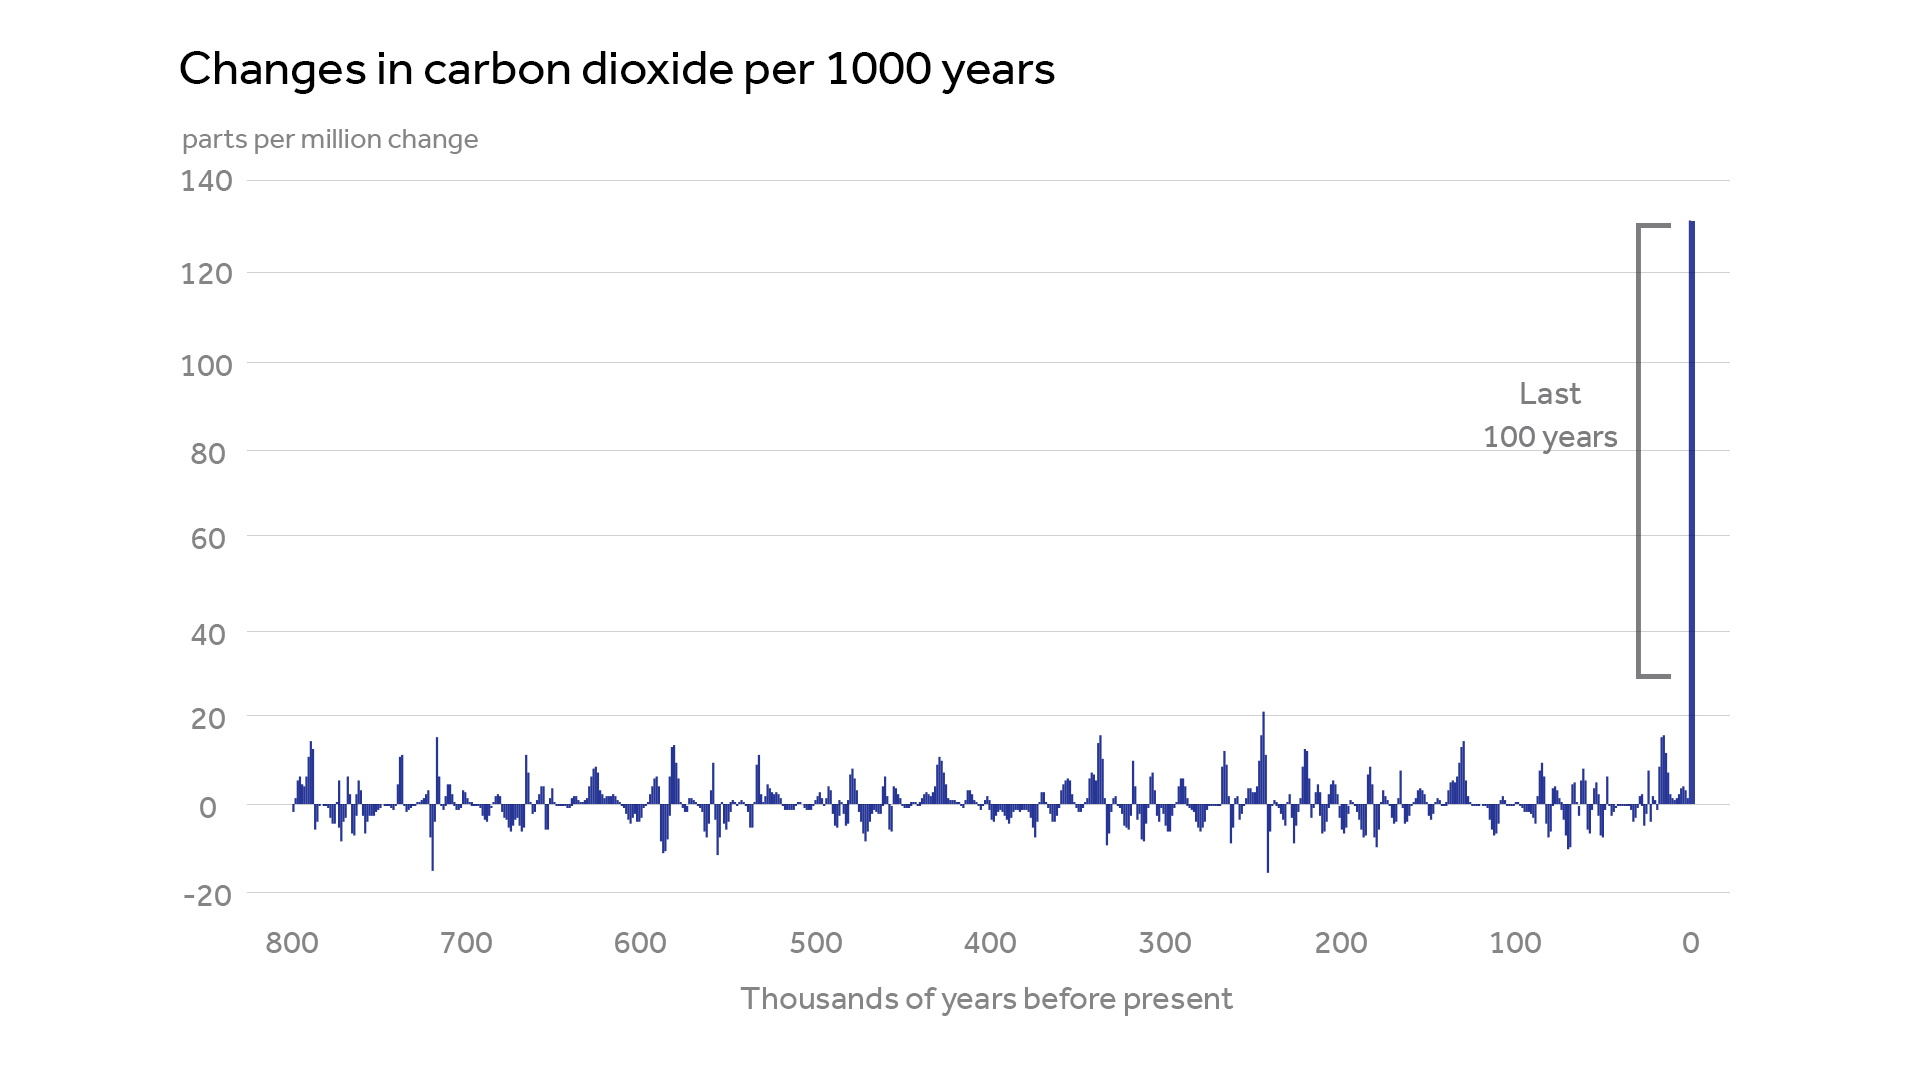 Changes in carbon dioxide per 1000 years
parts per million change
140
120
100
Last
100 years
80
60
40
20
0
-20
800 700 600 500 400 300 200 100 0
Thousands of years before present